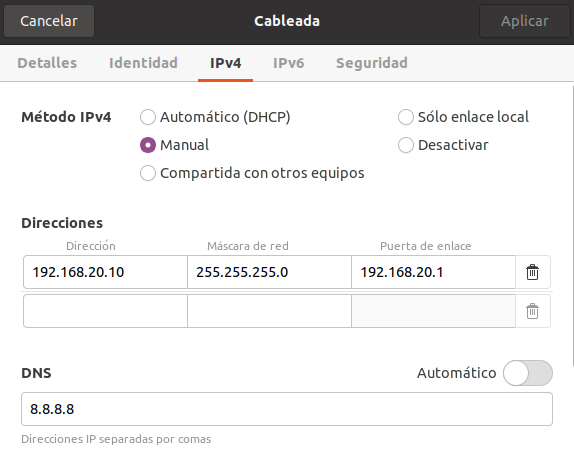 Cancelar Cableada Aplicar
Detalles Identidad IPv4 IPv6 Seguridad
Método IPv4 Automático (DHCP) Sólo enlace local
Manual Desactivar
Compartida con otros equipos
Direcciones
Dirección Máscara de red Puerta de enlace
192.168.20.10 255.255.255.0 192.168.20.1
DNS Automático
8.8.8.8
Direcciones IP separadas por comas